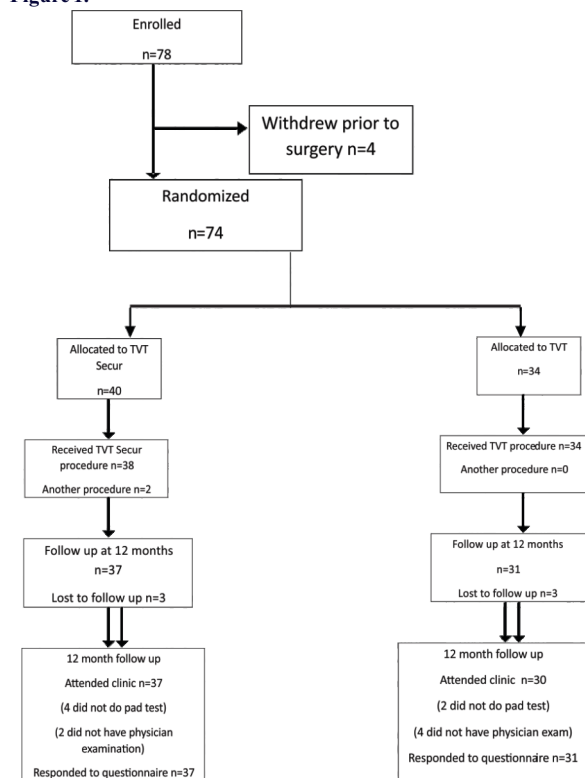 Figure 1.
Enrolled
n=78
Withdrew prior to
surgery n=4
Randomized
n=74
Allocated to TVT
Secur
n=40
Allocated to TVT
n=34
Received TVT Secur
procedure n=38
Another procedure n=2
Received TVT procedure n=34
Another procedure n=0
Follow up at 12 months
n=37
Lost to follow up n=3
Follow up at 12 months
n=31
Lost to follow up n=3
12 month follow up
Attended clinic n=37
(4 did not do pad test)
(2 did not have physician
examination)
Responded to questionnaire n=37
12 month follow up
Attended clinic n=30
(2 did not do pad test)
(4 did not have physician exam)
Responded to questionnaire n=31